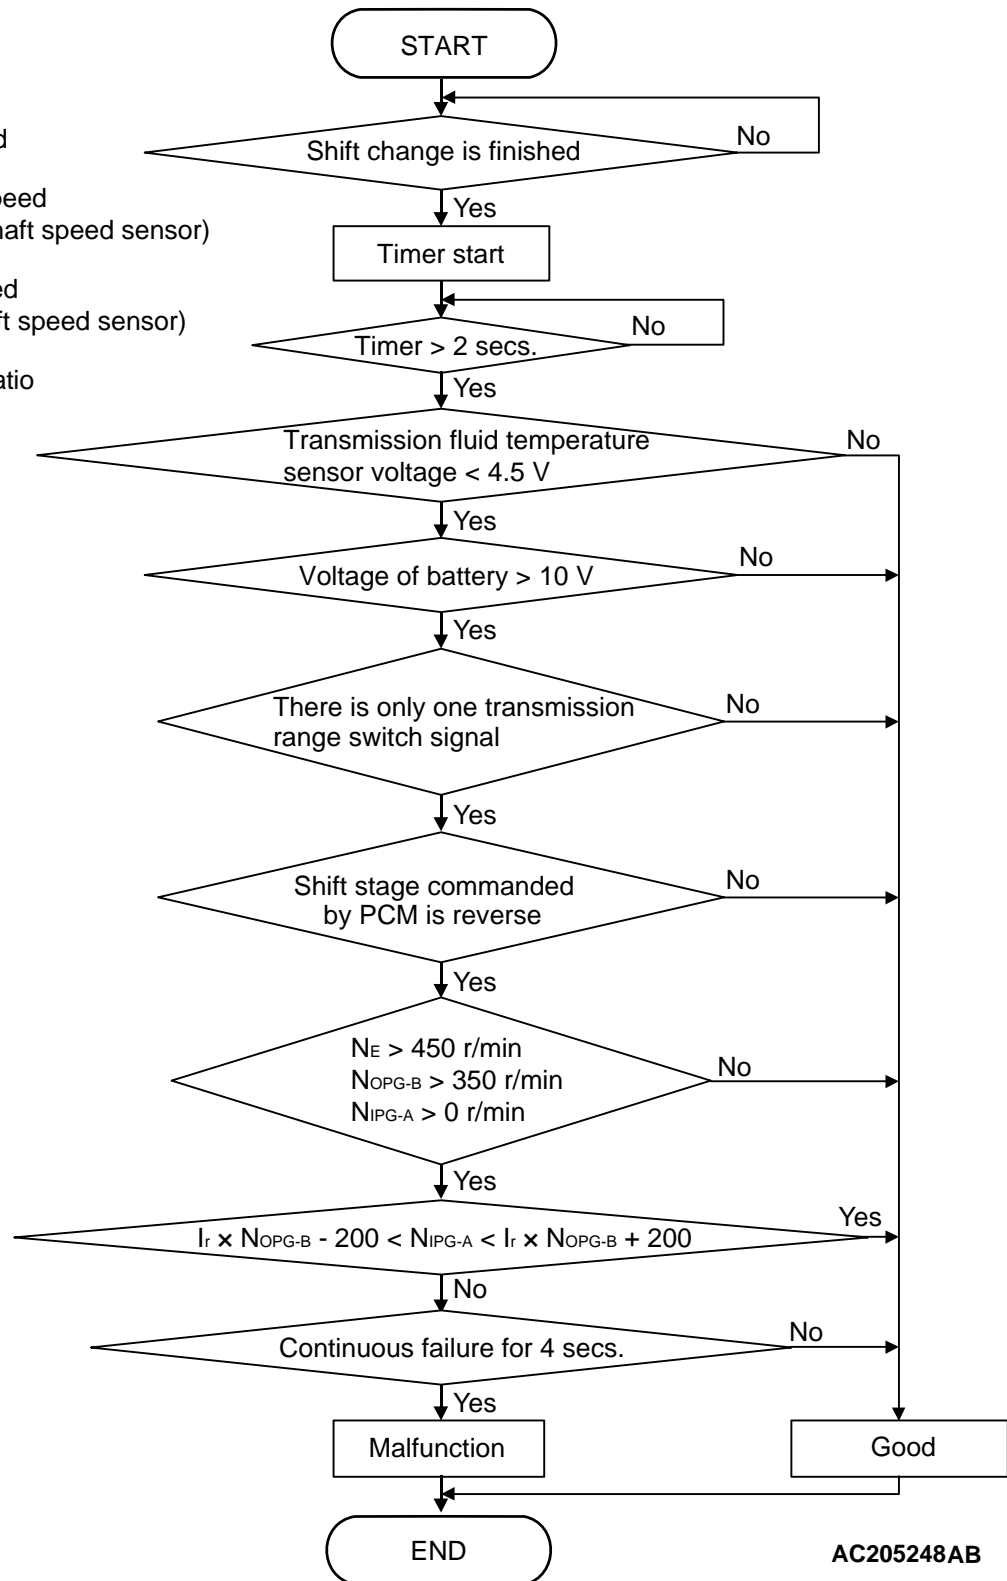 START
Shift change is finished
No
Yes
speed sensor)
Timer start
speed sensor)
No
Timer > 2 secs.
Yes
Transmission fluid temperature
sensor voltage < 4.5 V
No
Yes
Voltage of battery > 10 V
No
Yes
There is only one transmission
range switch signal
No
Yes
Shift stage commanded
by PCM is reverse
No
Yes
NE > 450 r/min
NOPG-B > 350 r/min
NIPG-A > 0 r/min
No
Yes
Ir × NOPG-B - 200 < NIPG-A < Ir × NOPG-B + 200
Yes
No
Continuous failure for 4 secs.
No
Yes
Malfunction
Good
END
AC205248AB